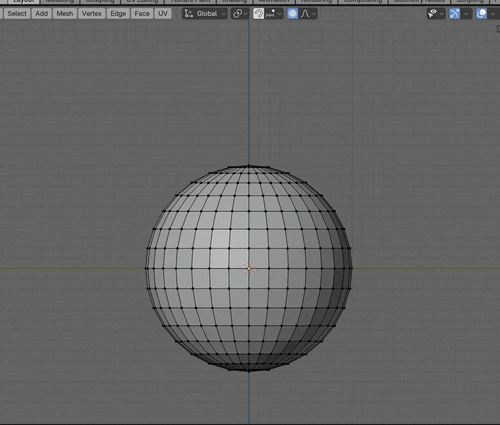 Layout Modeling Sculpting UV Editing Texture Paint Shading Animation Rendering Compositing Geometry Nodes Scripting
Select Add Mesh Vertex Edge Face UV Global